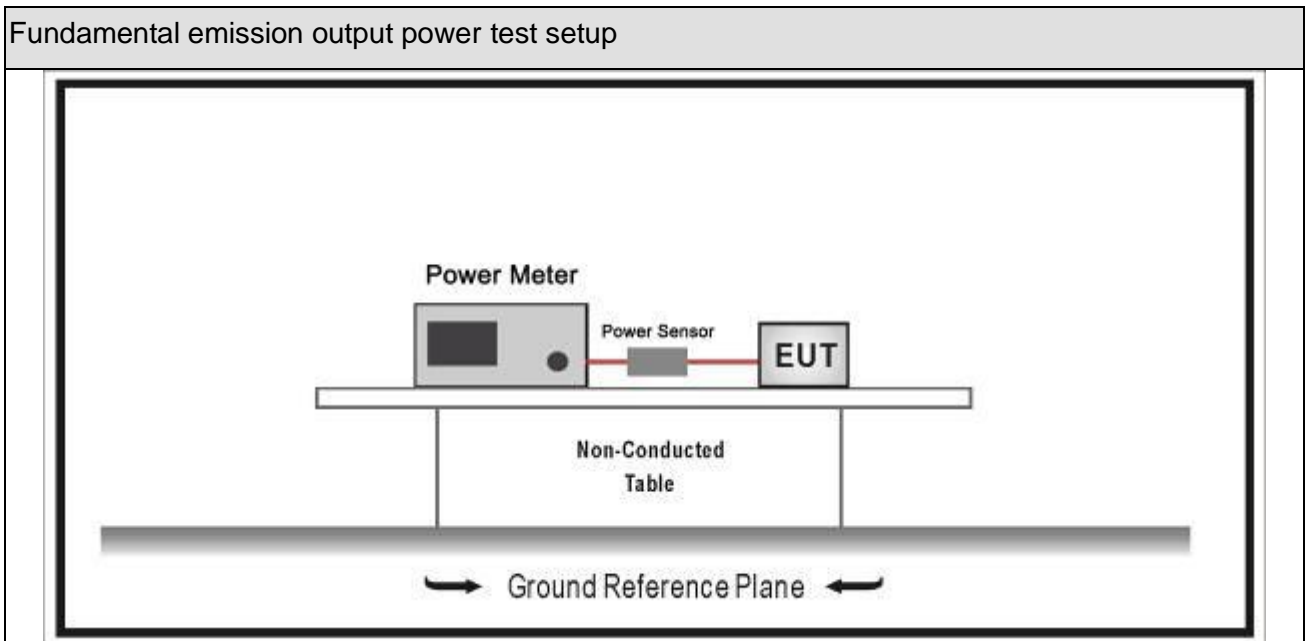 Fundamental emission output power test setup
Power Meter
Power Sensor
EUT
Non-Conducted
Table
Ground Reference Plane